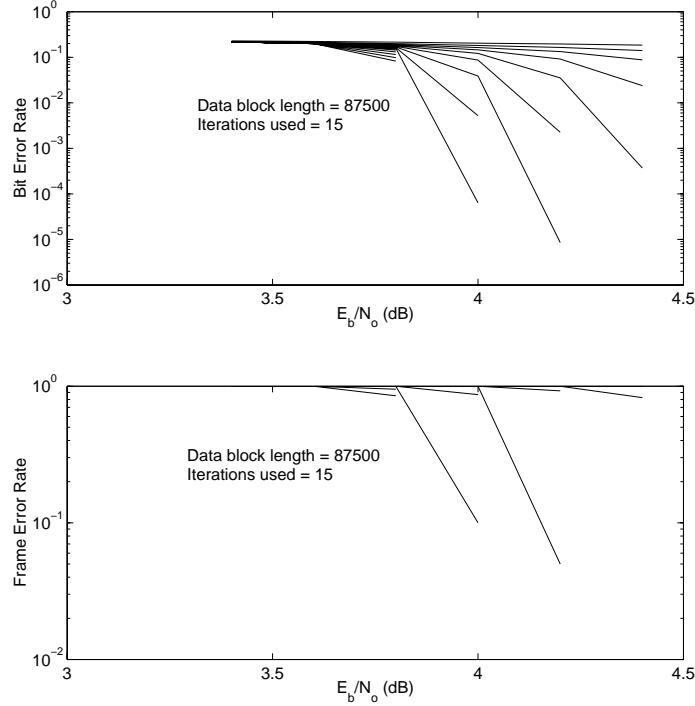 10^0
10^-1
10^-2
10^-3
10^-4
10^-5
10^-6
Bit Error Rate
Data block length = 87500
Iterations used = 15
3
3.5
4
4.5
E_b/N_o (dB)
10^0
10^-1
10^-2
Frame Error Rate
Data block length = 87500
Iterations used = 15
3
3.5
4
4.5
E_b/N_o (dB)